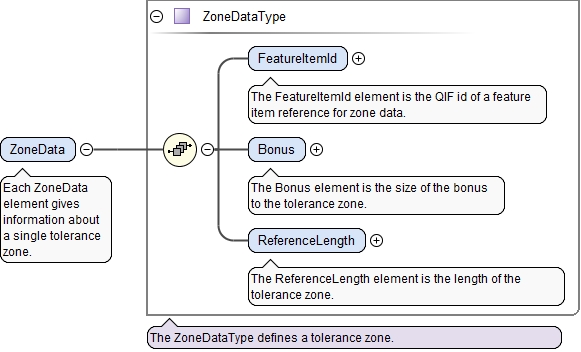 ZoneDataType
FeatureItemId
The FeatureItemId element is the QIF id of a feature
item reference for zone data.
ZoneData
Bonus
Each ZoneData
element gives
information about
a single tolerance
zone.
The Bonus element is the size of the bonus
to the tolerance zone.
ReferenceLength
The ReferenceLength element is the length of the
tolerance zone.
The ZoneDataType defines a tolerance zone.